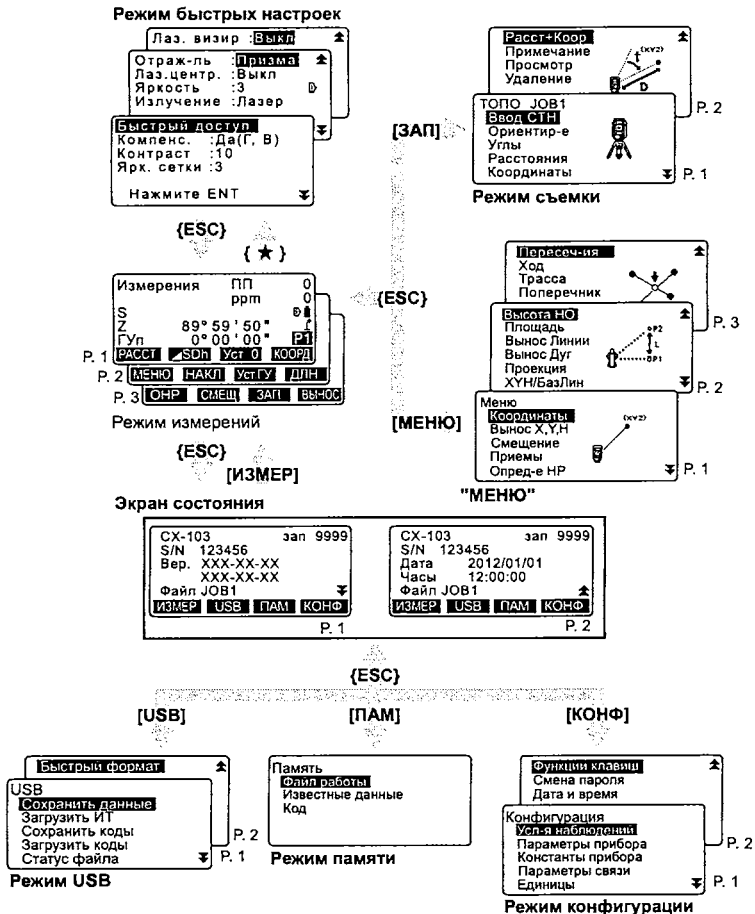 Режим быстрых настроек
Лаз. визир :Выкл
Отраж-ль :Призма
Лаз.центр. :Выкл
Яркость :3
Излучение :Лазер
Быстрый доступ
Компенс. :Да(Г, В)
Контраст :10
Ярк. сетки :3
Нажмите ENT
{ESC}
{ ★ }
Измерения ПП 0
ppm 0
S
Z 89°59'50"
ГУп 0°00'00" P1
P. 1 РАССТ ◢SDh Уст 0 КООРД
P. 2 МЕНЮ НАКЛ Уст ГУ ДЛН
P. 3 ОНР СМЕЩ ЗАП ВЫНОС
Режим измерений
{ESC}
[ИЗМЕР]
[ЗАП]
Расст+Коор
Примечание
Просмотр
Удаление
(XYZ)
D
P. 2
ТОПО JOB1
Ввод СТН
Ориентир-е
Углы
Расстояния
Координаты
P. 1
Режим съемки
{ESC}
Пересеч-ия
Ход
Трасса
Поперечник
P. 3
Высота НО
Площадь
Вынос Линии
Вынос Дуг
Проекция
XYH/БазЛин
P2
L
P1
P. 2
[МЕНЮ]
Меню
Координаты
Вынос X,Y,H
Смещение
Приемы
Опред-е НР
(XYZ)
P. 1
"МЕНЮ"
Экран состояния
CX-103 зап 9999
S/N 123456
Вер. XXX-XX-XX
XXX-XX-XX
Файл JOB1
ИЗМЕР USB ПАМ КОНФ
P. 1
CX-103 зап 9999
S/N 123456
Дата 2012/01/01
Часы 12:00:00
Файл JOB1
ИЗМЕР USB ПАМ КОНФ
P. 2
{ESC}
[USB]
[ПАМ]
[КОНФ]
Быстрый формат
USB
Сохранить данные
Загрузить ИТ
Сохранить коды
Загрузить коды
Статус файла
P. 2
P. 1
Режим USB
Память
Файл работы
Известные данные
Код
Режим памяти
Функции клавиш
Смена пароля
Дата и время
Конфигурация
Усл-я наблюдений
Параметры прибора
Константы прибора
Параметры связи
Единицы
P. 2
P. 1
Режим конфигурации